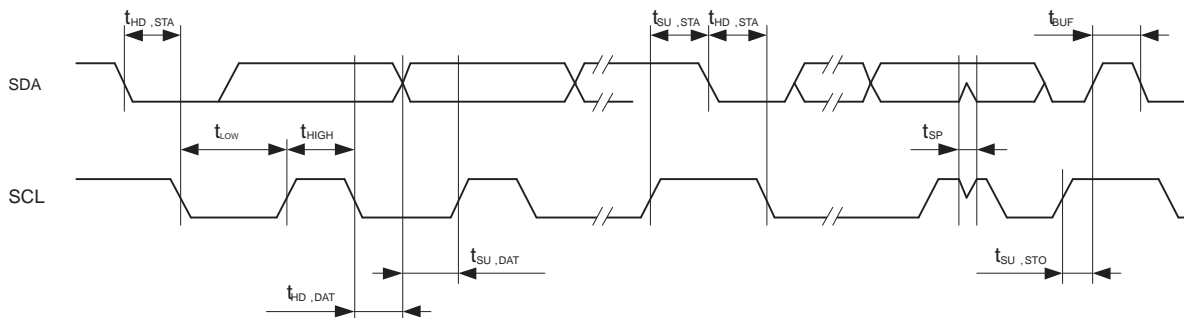 tHD ,STA
tSU ,STA
tHD ,STA
tBUF
SDA
tLOW
tHIGH
tSP
SCL
tSU ,DAT
tSU ,STO
tHD ,DAT